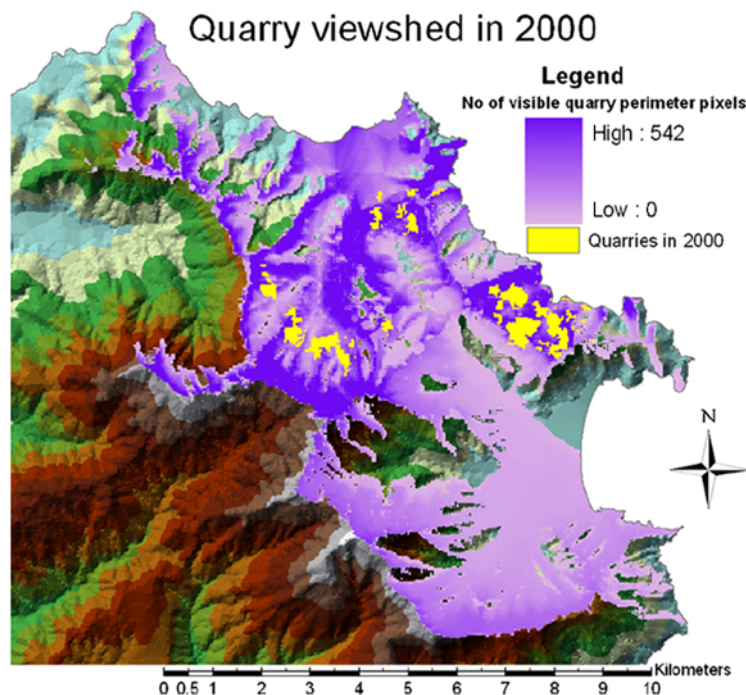 Quarry viewshed in 2000
Legend
No of visible quarry perimeter pixels
High : 542
Low : 0
Quarries in 2000
N
Kilometers
0 0.5 1 2 3 4 5 6 7 8 9 10